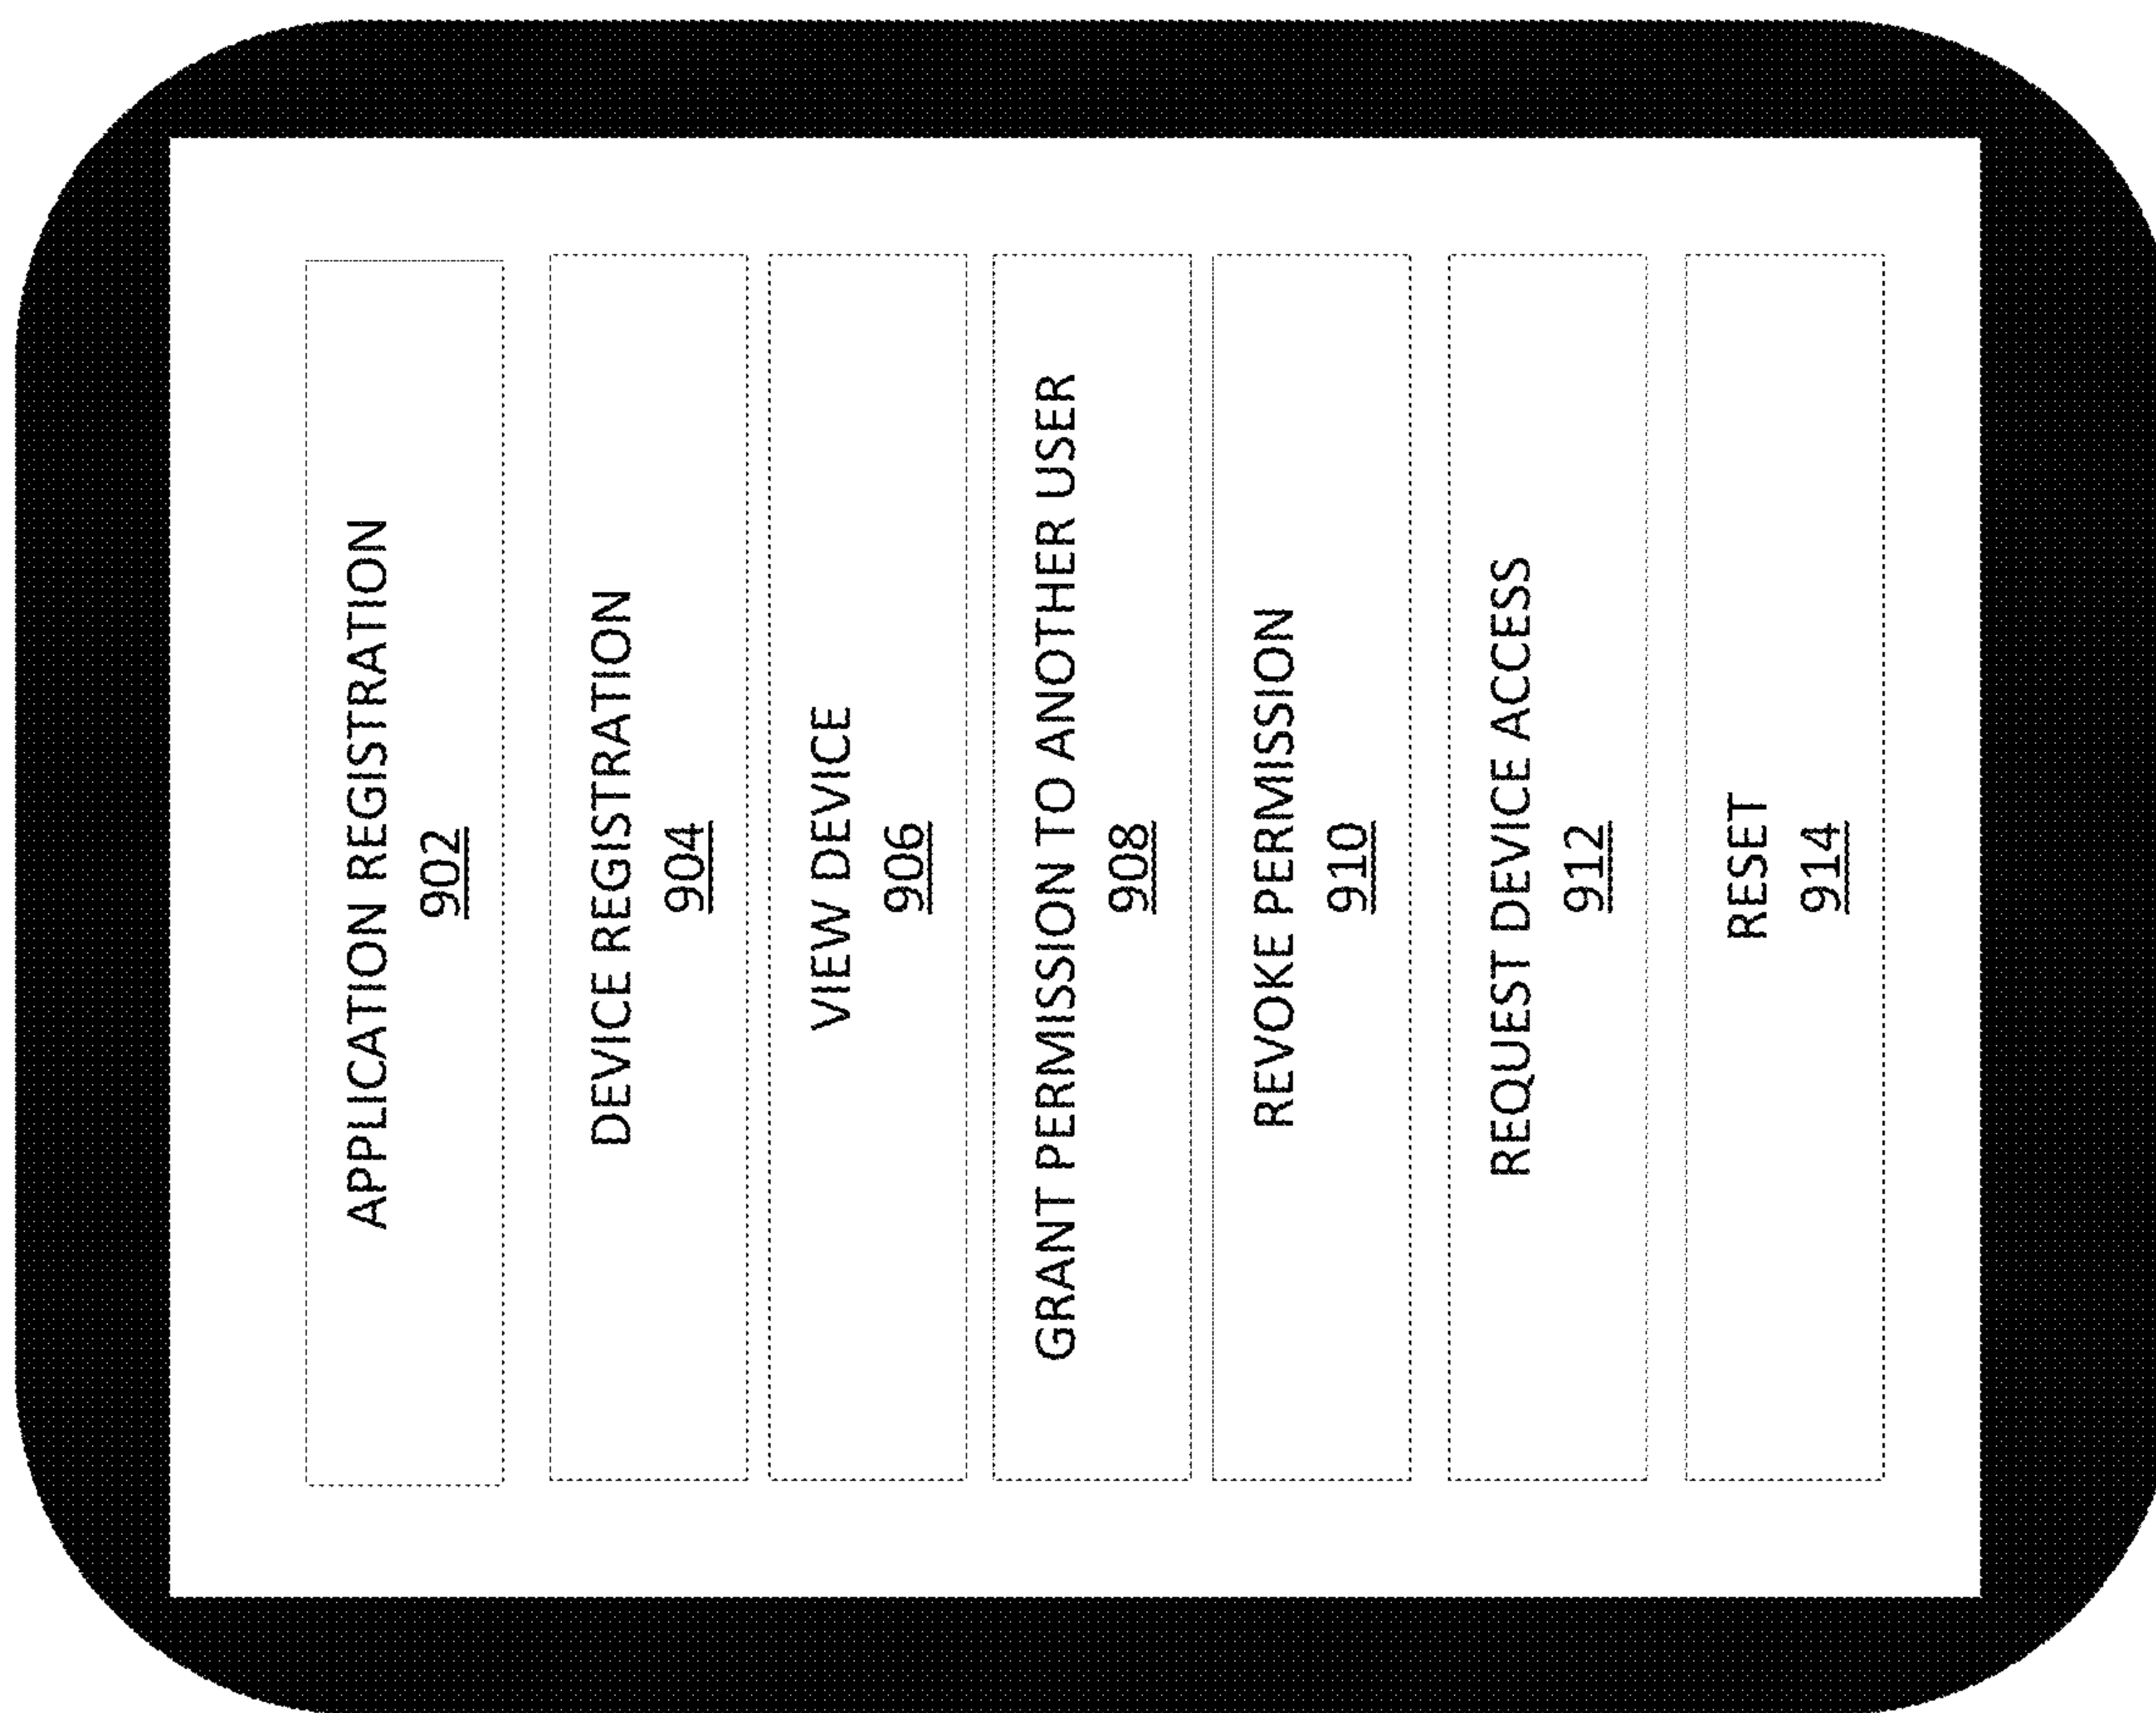 APPLICATION REGISTRATION
902
DEVICE REGISTRATION
904
VIEW DEVICE
906
GRANT PERMISSION TO ANOTHER USER
908
REVOKE PERMISSION
910
REQUEST DEVICE ACCESS
912
RESET
914